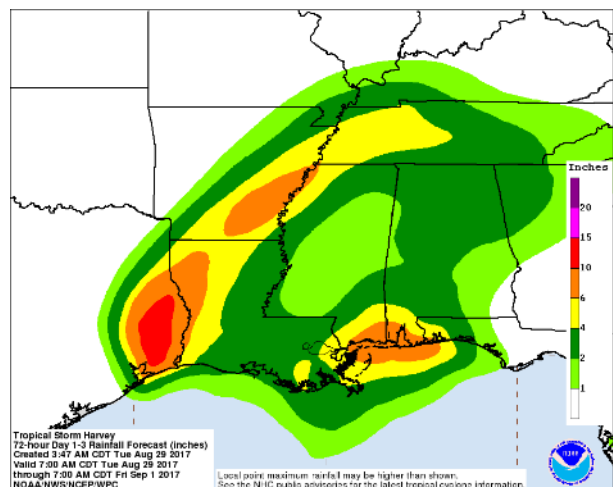 Inches
20
15
10
6
4
2
1
Tropical Storm Harvey
72-hour Day 1-3 Rainfall Forecast (inches)
Created 3:47 AM CDT Tue Aug 29 2017
Valid 7:00 AM CDT Tue Aug 29 2017
through 7:00 AM CDT Fri Sep 1 2017
NOAA/NWS/NCEP/WPC
Local point maximum rainfall may be higher than shown.
See the NHC public advisories for the latest tropical cyclone information.
NOAA